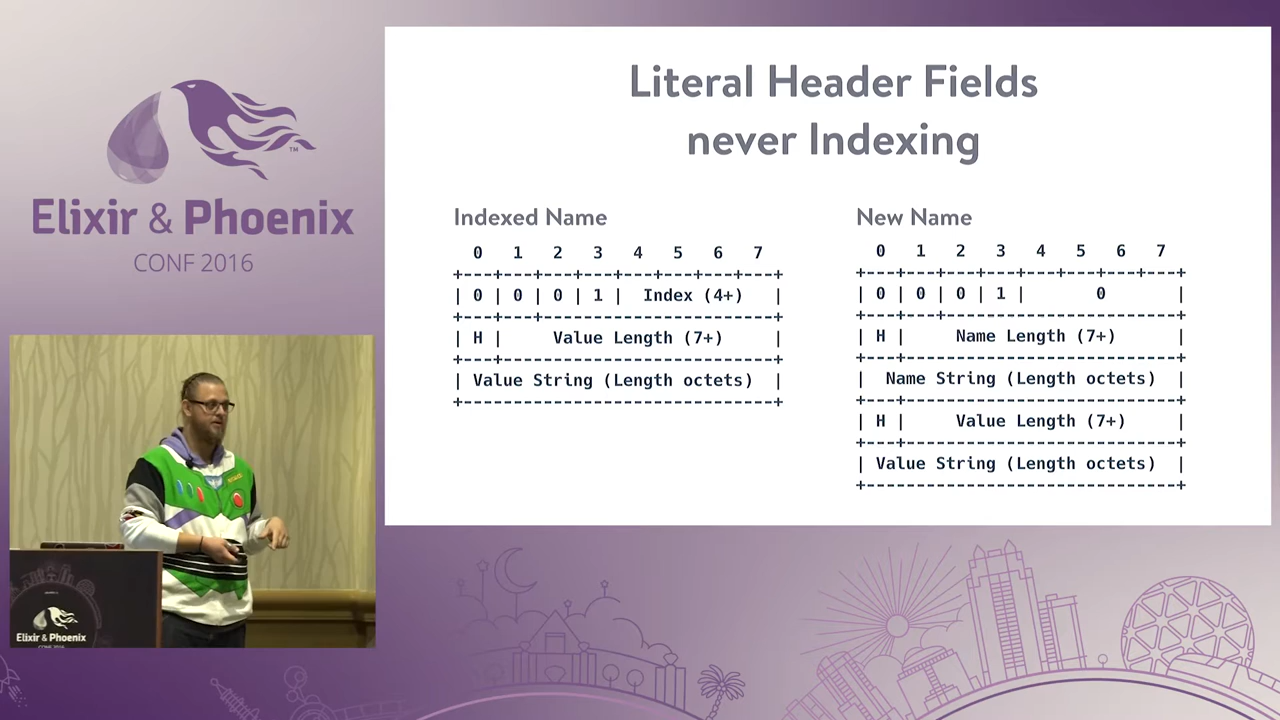 Elixir & Phoenix
CONF 2016
TM
Literal Header Fields
never Indexing
Indexed Name
0 1 2 3 4 5 6 7
+---+---+---+---+---+---+---+---+
| 0 | 0 | 0 | 1 | Index (4+) |
+---+---+-----------------------+
| H | Value Length (7+) |
+---+---------------------------+
| Value String (Length octets) |
+-------------------------------+
New Name
0 1 2 3 4 5 6 7
+---+---+---+---+---+---+---+---+
| 0 | 0 | 0 | 1 | 0 |
+---+---+-----------------------+
| H | Name Length (7+) |
+---+---------------------------+
| Name String (Length octets) |
+---+---------------------------+
| H | Value Length (7+) |
+---+---------------------------+
| Value String (Length octets) |
+-------------------------------+
Elixir & Phoenix
CONF 2016